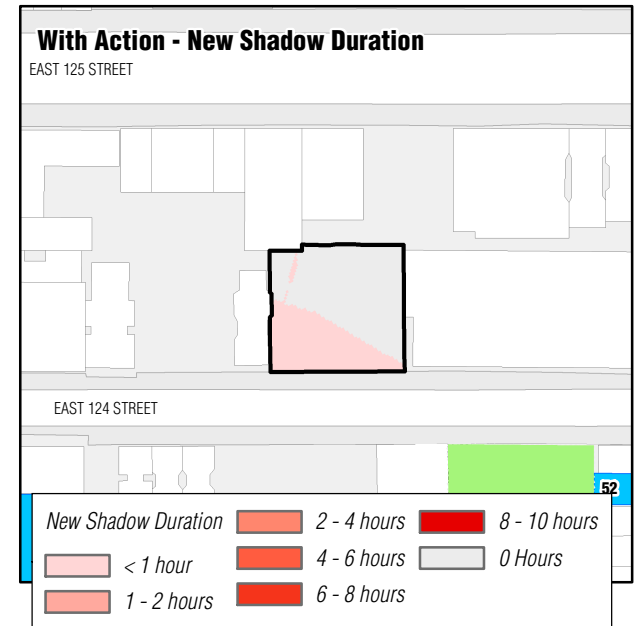 With Action - New Shadow Duration
EAST 125 STREET
EAST 124 STREET
52
New Shadow Duration
< 1 hour
1 - 2 hours
2 - 4 hours
4 - 6 hours
6 - 8 hours
8 - 10 hours
0 Hours